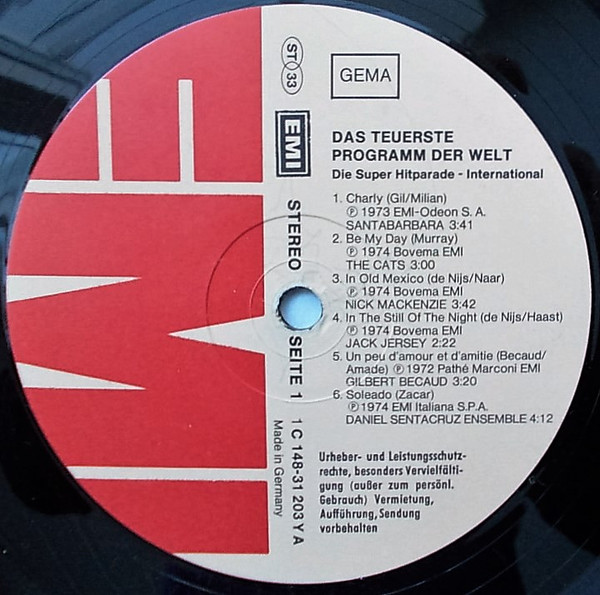 ST 33
GEMA
EMI
DAS TEUERSTE
PROGRAMM DER WELT
Die Super Hitparade - International
1. Charly (Gil/Milian)
℗ 1973 EMI-Odeon S. A.
SANTABARBARA 3:41
2. Be My Day (Murray)
℗ 1974 Bovema EMI
THE CATS 3:00
3. In Old Mexico (de Nijs/Naar)
℗ 1974 Bovema EMI
NICK MACKENZIE 3:42
4. In The Still Of The Night (de Nijs/Haast)
℗ 1974 Bovema EMI
JACK JERSEY 2:22
5. Un peu d'amour et d'amitie (Becaud/
Amade) ℗ 1972 Pathé Marconi EMI
GILBERT BECAUD 3:20
6. Soleado (Zacar)
℗ 1974 EMI Italiana S.P.A.
DANIEL SENTACRUZ ENSEMBLE 4:12
Urheber- und Leistungsschutz-
rechte, besonders Vervielfälti-
gung (außer zum persönl.
Gebrauch) Vermietung,
Aufführung, Sendung
vorbehalten
STEREO SEITE 1 1 C 148-31 203 Y A
Made in Germany
EMI